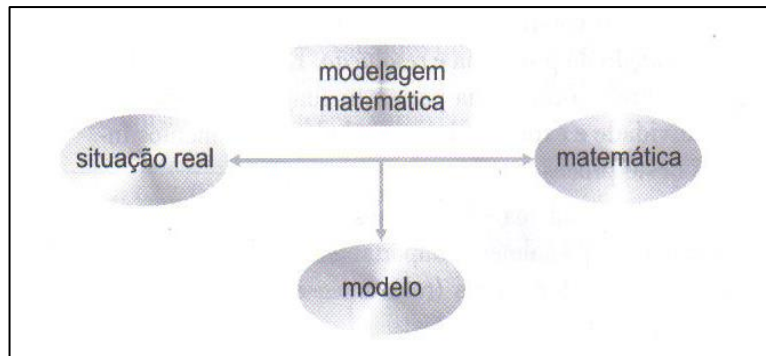 modelagem
matemática
situação real
matemática
modelo